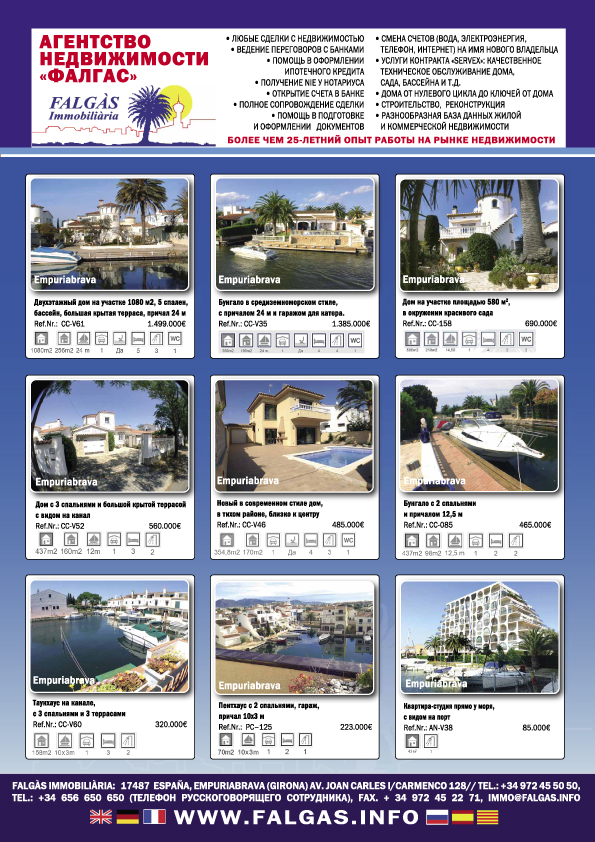 АГЕНТСТВО
НЕДВИЖИМОСТИ
«ФАЛГАС»
FALGÀS
Immobiliària
• ЛЮБЫЕ СДЕЛКИ С НЕДВИЖИМОСТЬЮ
• ВЕДЕНИЕ ПЕРЕГОВОРОВ С БАНКАМИ
• ПОМОЩЬ В ОФОРМЛЕНИИ
ИПОТЕЧНОГО КРЕДИТА
• ПОЛУЧЕНИЕ NIE У НОТАРИУСА
• ОТКРЫТИЕ СЧЕТА В БАНКЕ
• ПОЛНОЕ СОПРОВОЖДЕНИЕ СДЕЛКИ
• ПОМОЩЬ В ПОДГОТОВКЕ
И ОФОРМЛЕНИИ ДОКУМЕНТОВ
• СМЕНА СЧЕТОВ (ВОДА, ЭЛЕКТРОЭНЕРГИЯ,
ТЕЛЕФОН, ИНТЕРНЕТ) НА ИМЯ НОВОГО ВЛАДЕЛЬЦА
• УСЛУГИ КОНТРАКТА «SERVEX»: КАЧЕСТВЕННОЕ
ТЕХНИЧЕСКОЕ ОБСЛУЖИВАНИЕ ДОМА,
САДА, БАССЕЙНА И Т.Д.
• ДОМА ОТ НУЛЕВОГО ЦИКЛА ДО КЛЮЧЕЙ ОТ ДОМА
• СТРОИТЕЛЬСТВО, РЕКОНСТРУКЦИЯ
• РАЗНООБРАЗНАЯ БАЗА ДАННЫХ ЖИЛОЙ
И КОММЕРЧЕСКОЙ НЕДВИЖИМОСТИ
БОЛЕЕ ЧЕМ 25-ЛЕТНИЙ ОПЫТ РАБОТЫ НА РЫНКЕ НЕДВИЖИМОСТИ
Empuriabrava
Двухэтажный дом на участке 1080 м2, 5 спален,
бассейн, большая крытая терраса, причал 24 м
Ref.Nr.: CC-V61 1.499.000€
WC
1080m2 256m2 24 m 1 Да 5 3 1
Empuriabrava
Бунгало в средиземноморском стиле,
с причалом 24 м и гаражом для катера.
Ref.Nr.: CC-V35 1.385.000€
WC
Empuriabrava
Дом на участке площадью 580 м²,
в окружении красивого сада
Ref.Nr.: CC-158 690.000€
WC
Empuriabrava
Дом с 3 спальнями и большой крытой террасой
с видом на канал
Ref.Nr.: CC-V52 560.000€
437m2 160m2 12m 1 3 2
Empuriabrava
Новый в современном стиле дом,
в тихом районе, близко к центру
Ref.Nr.: CC-V46 485.000€
WC
354,8m2 170m2 1 Да 4 3 1
Empuriabrava
Бунгало с 2 спальнями
и причалом 12,5 м
Ref.Nr.: CC-085 465.000€
437m2 98m2 12,5 m 1 2 2
Empuriabrava
Таунхаус на канале,
с 3 спальнями и 3 террасами
Ref.Nr.: CC-V60 320.000€
158m2 10x3m 1 3 2
Empuriabrava
Пентхаус с 2 спальнями, гараж,
причал 10x3 м
Ref.Nr.: PC-125 223.000€
70m2 10x3m 1 2 1
Empuriabrava
Квартира-студия прямо у моря,
с видом на порт
Ref.Nr.: AN-V38 85.000€
FALGÀS IMMOBILIÀRIA: 17487 ESPAÑA, EMPURIABRAVA (GIRONA) AV. JOAN CARLES I/CARMENCO 128// TEL.: +34 972 45 50 50,
TEL.: +34 656 650 650 (ТЕЛЕФОН РУССКОГОВОРЯЩЕГО СОТРУДНИКА), FAX. + 34 972 45 22 71, IMMO@FALGAS.INFO
WWW.FALGAS.INFO